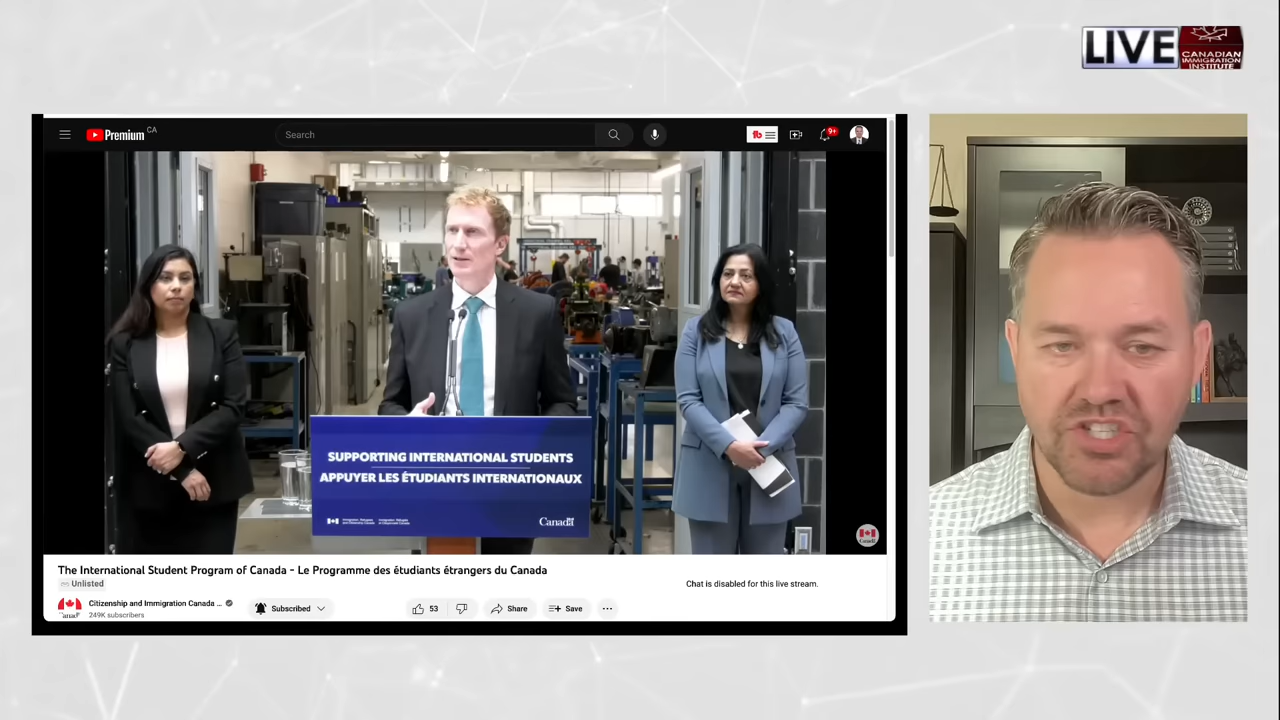 LIVE
CANADIAN
IMMIGRATION
INSTITUTE
Premium CA
Search
9+
SUPPORTING INTERNATIONAL STUDENTS
APPUYER LES ÉTUDIANTS INTERNATIONAUX
Canada
The International Student Program of Canada - Le Programme des étudiants étrangers du Canada
Unlisted
Chat is disabled for this live stream.
Citizenship and Immigration Canada ...
249K subscribers
Subscribed
53
Share
Save